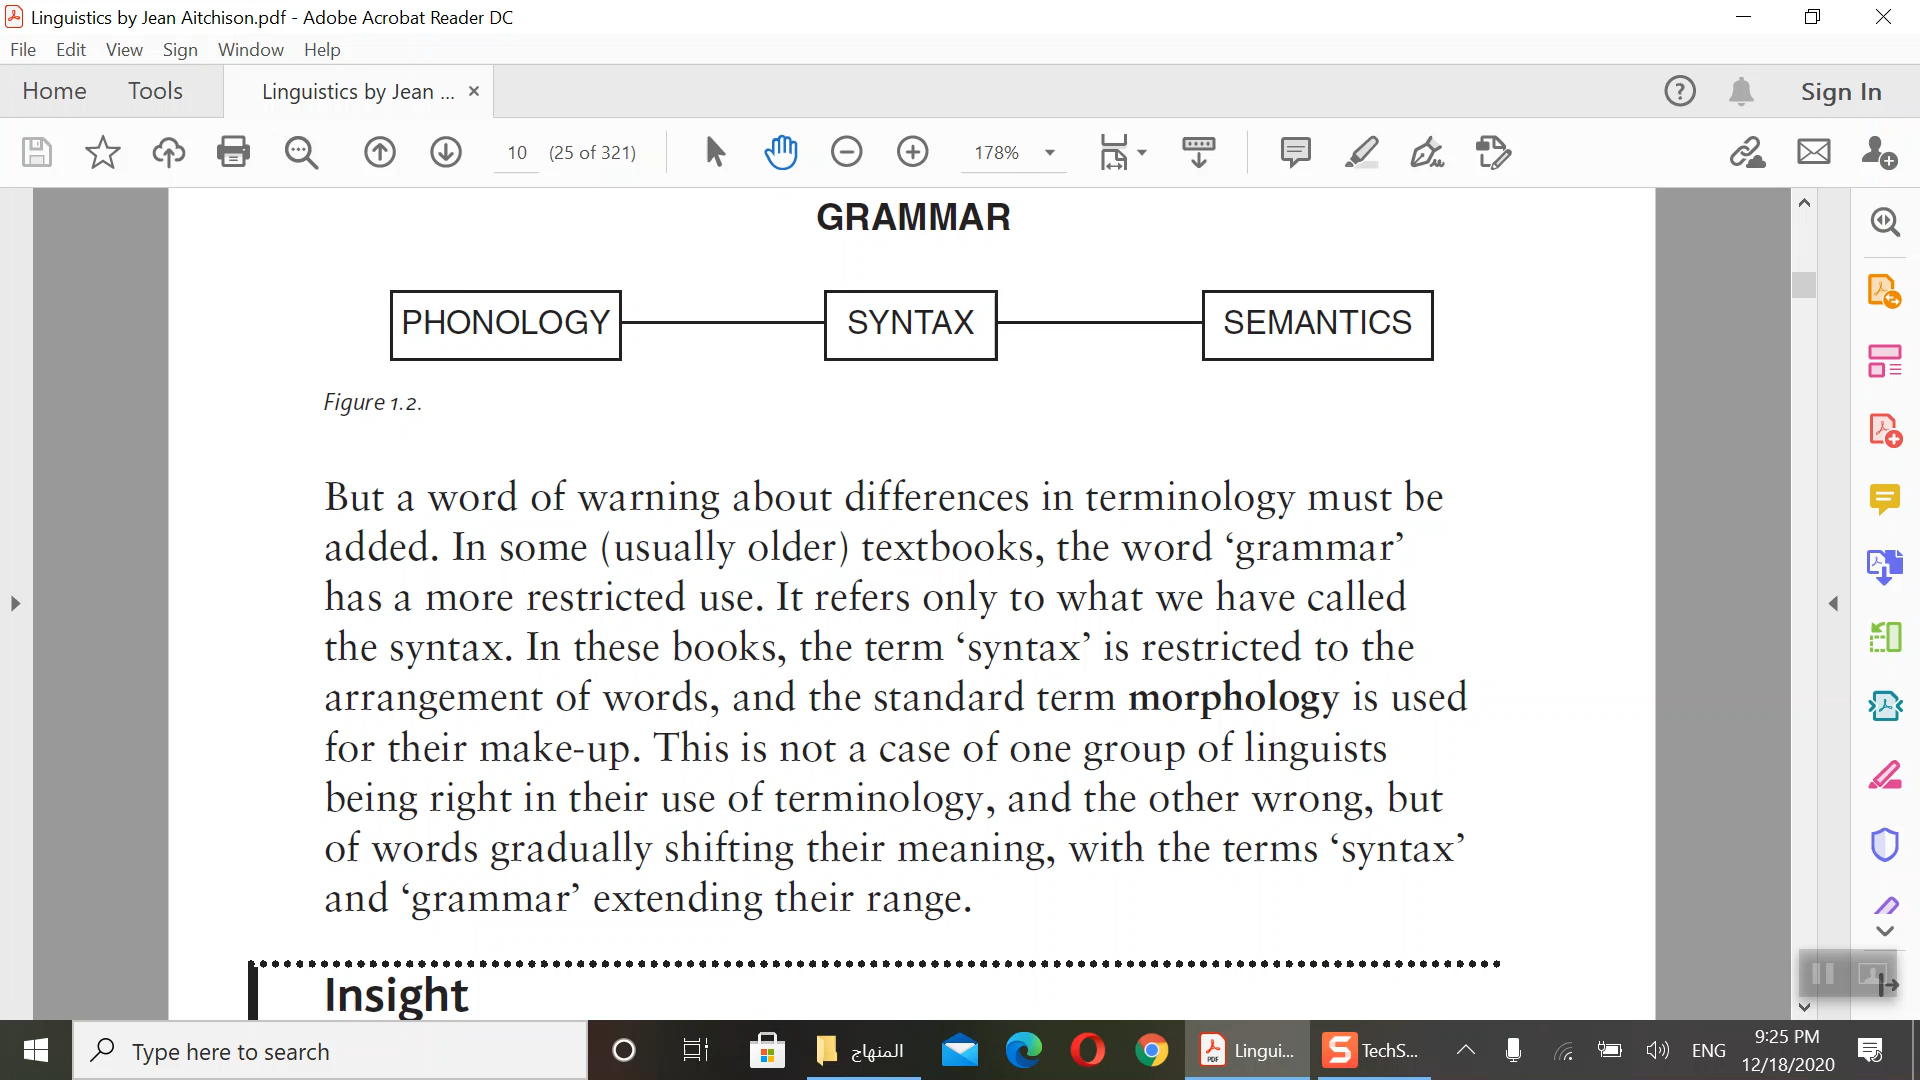 Linguistics by Jean Aitchison.pdf - Adobe Acrobat Reader DC
File Edit View Sign Window Help
Home Tools Linguistics by Jean ... × Sign In
10 (25 of 321) 178%
GRAMMAR
PHONOLOGY SYNTAX SEMANTICS
Figure 1.2.
But a word of warning about differences in terminology must be
added. In some (usually older) textbooks, the word ‘grammar’
has a more restricted use. It refers only to what we have called
the syntax. In these books, the term ‘syntax’ is restricted to the
arrangement of words, and the standard term morphology is used
for their make-up. This is not a case of one group of linguists
being right in their use of terminology, and the other wrong, but
of words gradually shifting their meaning, with the terms ‘syntax’
and ‘grammar’ extending their range.
Insight
Type here to search المنهاج Lingui... TechS... ENG 9:25 PM
12/18/2020